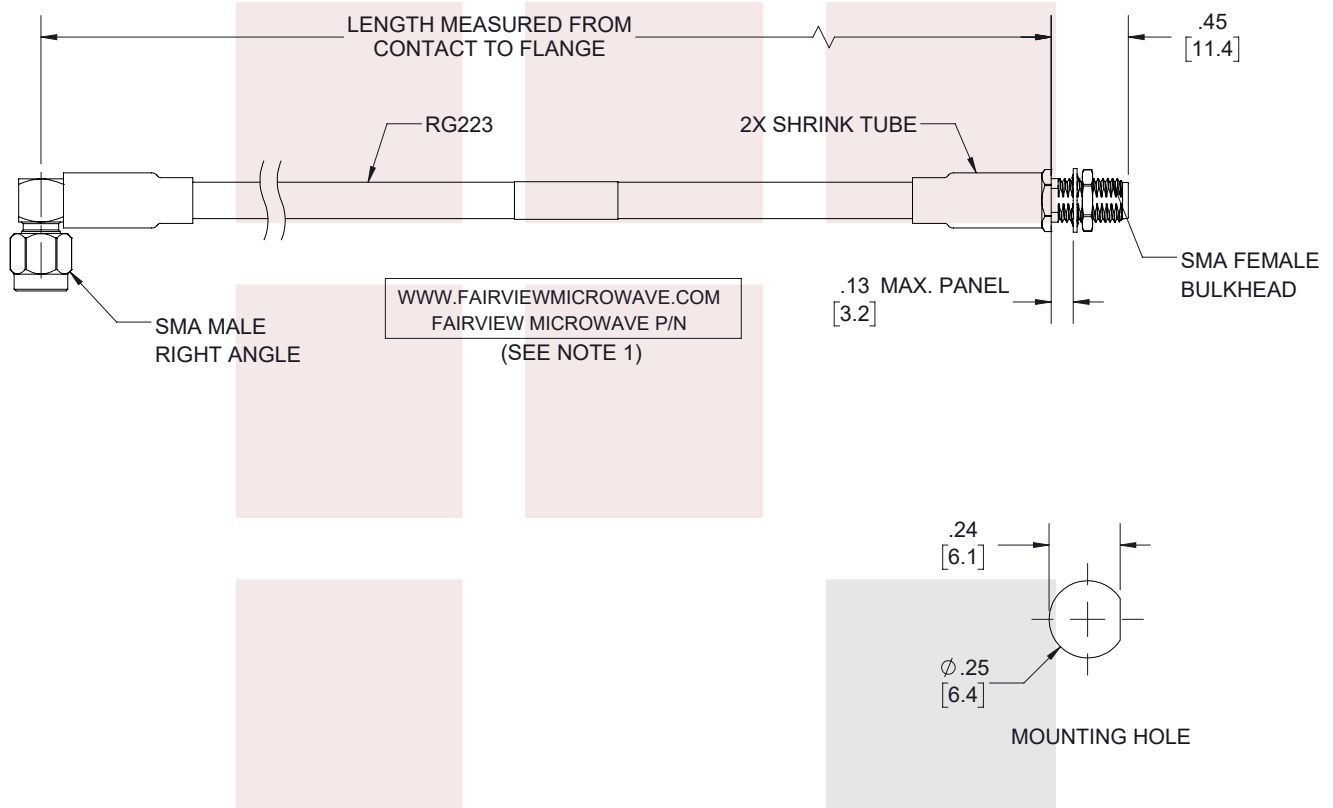 LENGTH MEASURED FROM
CONTACT TO FLANGE
.45
[11.4]
RG223
2X SHRINK TUBE
SMA FEMALE
BULKHEAD
.13 MAX. PANEL
[3.2]
WWW.FAIRVIEWMICROWAVE.COM
FAIRVIEW MICROWAVE P/N
(SEE NOTE 1)
SMA MALE
RIGHT ANGLE
.24
[6.1]
∅.25
[6.4]
MOUNTING HOLE